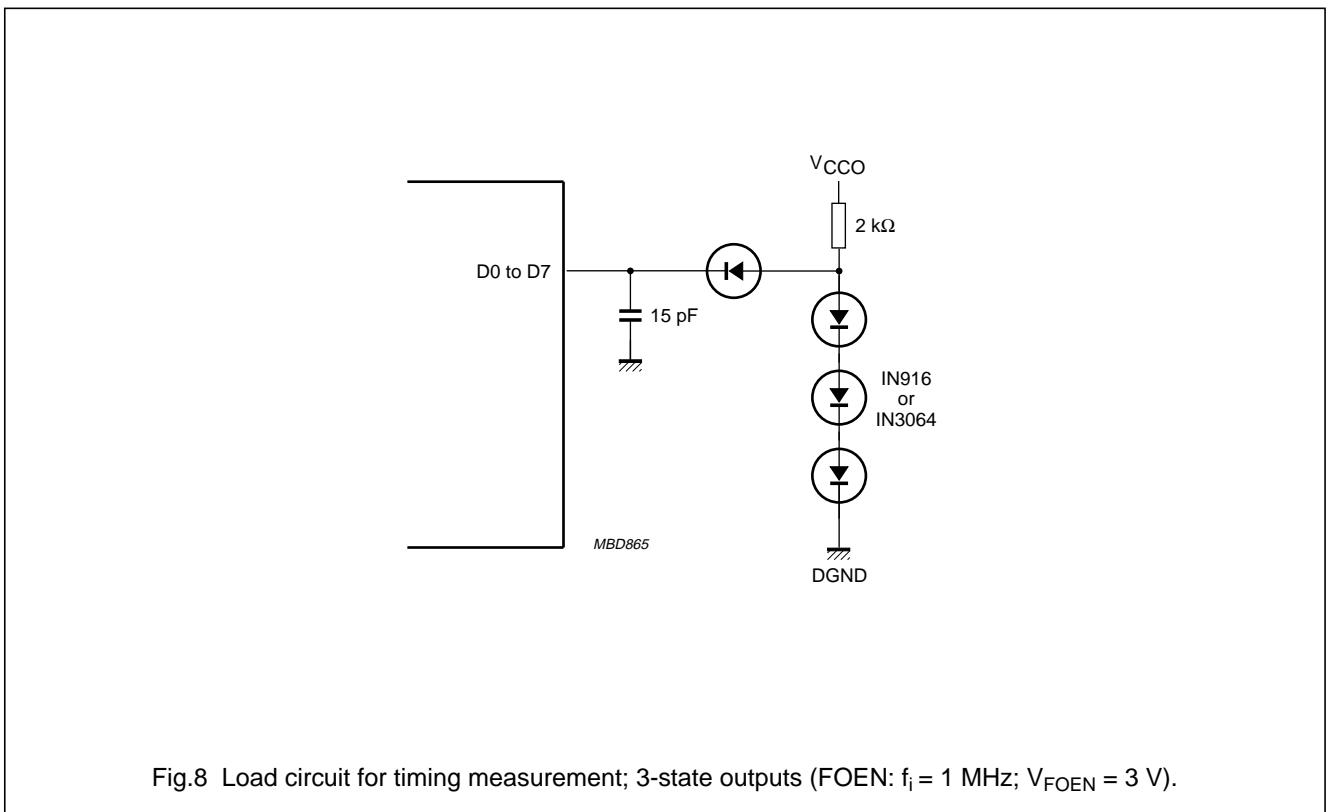 VCCO
2 kΩ
D0 to D7
15 pF
IN916
or
IN3064
MBD865
DGND
Fig.8 Load circuit for timing measurement; 3-state outputs (FOEN: fi = 1 MHz; VFOEN = 3 V).